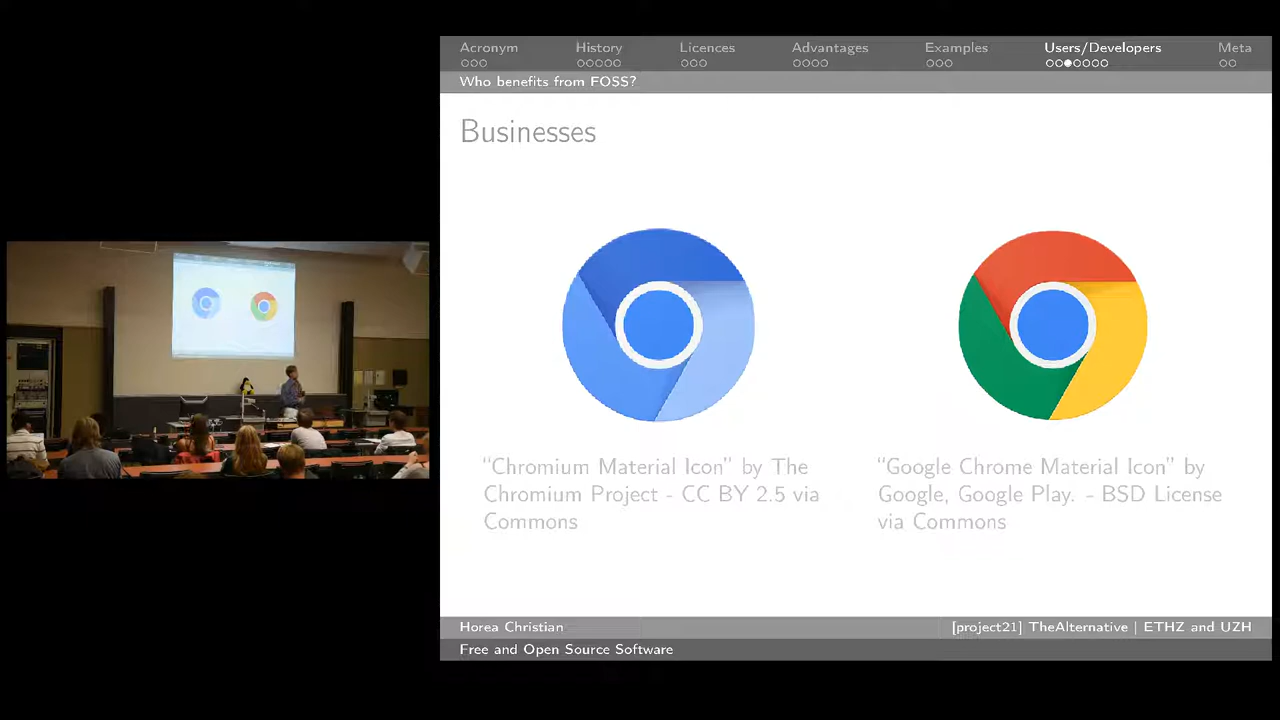 Acronym History Licences Advantages Examples Users/Developers Meta
Who benefits from FOSS?
Businesses
“Chromium Material Icon” by The
Chromium Project - CC BY 2.5 via
Commons
“Google Chrome Material Icon” by
Google, Google Play. - BSD License
via Commons
Horea Christian [project21] TheAlternative | ETHZ and UZH
Free and Open Source Software